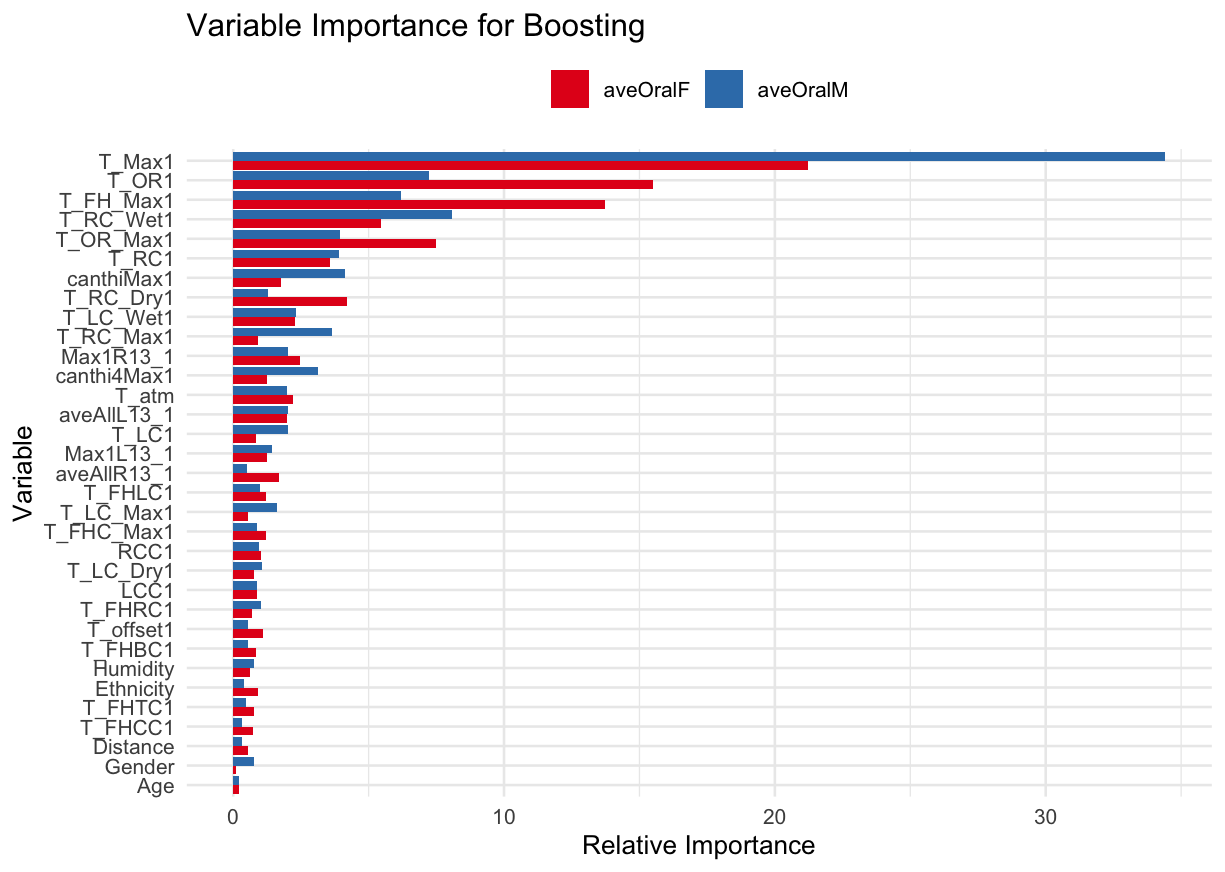 Variable Importance for Boosting
aveOralF aveOralM
T_Max1
T_OR1
T_FH_Max1
T_RC_Wet1
T_OR_Max1
T_RC1
canthiMax1
T_RC_Dry1
T_LC_Wet1
T_RC_Max1
Max1R13_1
canthi4Max1
T_atm
aveAllL13_1
T_LC1
Max1L13_1
aveAllR13_1
T_FHLC1
T_LC_Max1
T_FHC_Max1
RCC1
T_LC_Dry1
LCC1
T_FHRC1
T_offset1
T_FHBC1
Humidity
Ethnicity
T_FHTC1
T_FHCC1
Distance
Gender
Age
Variable
0 10 20 30
Relative Importance